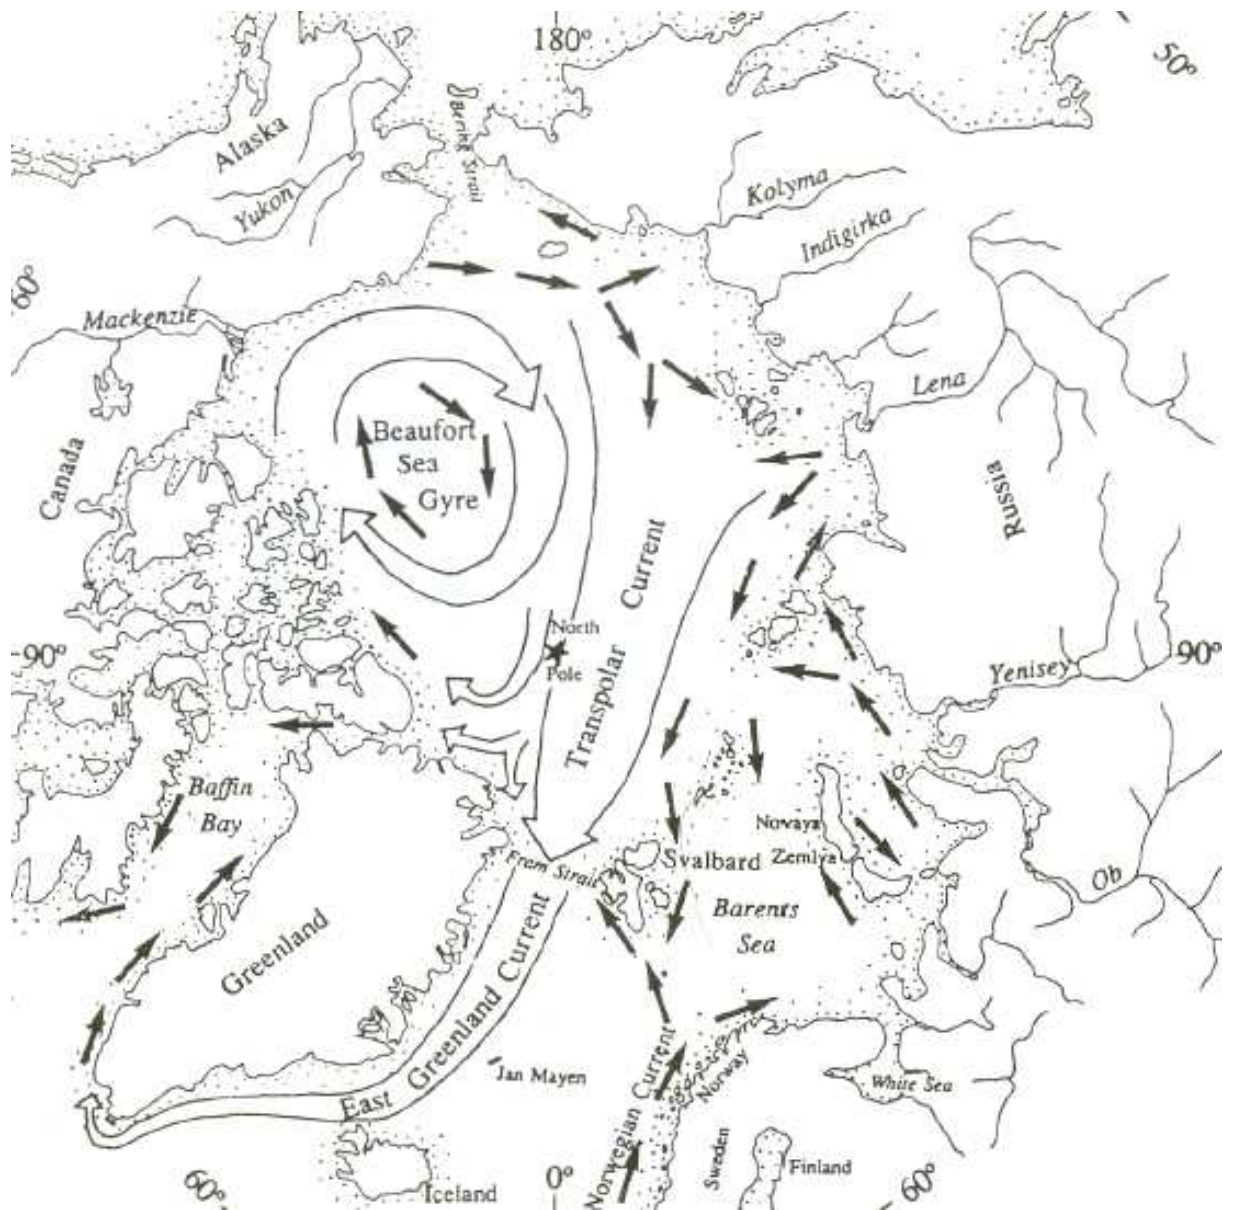 180°
50°
Alaska
Bering Strait
Yukon
Kolyma
Indigirka
60°
Mackenzie
Lena
Canada
Beaufort
Sea
Gyre
Russia
Transpolar Current
North
Pole
90°
Yenisey
90°
Baffin
Bay
Novaya
Zemlya
Svalbard
Fram Strait
Ob
Barents
Sea
Greenland
East Greenland Current
Jan Mayen
Norwegian Current
Norway
White Sea
Sweden
Finland
60°
Iceland
0°
60°